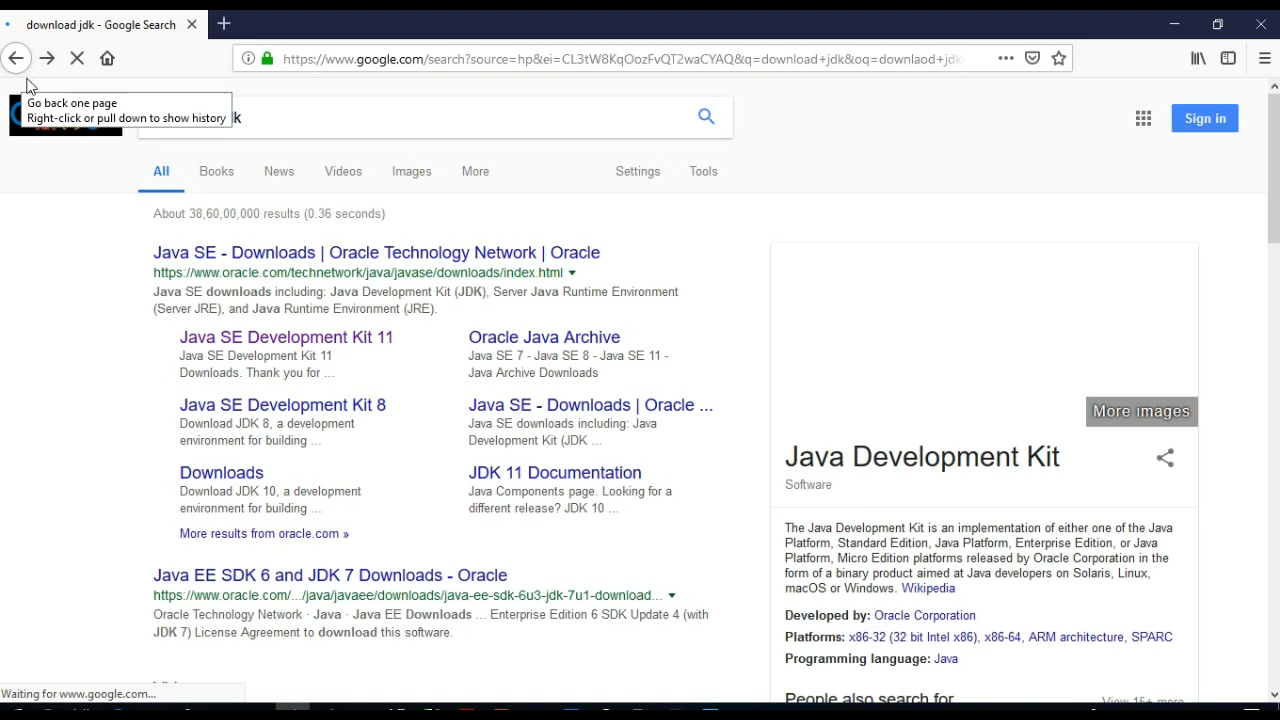 download jdk - Google Search
https://www.google.com/search?source=hp&ei=CL3tW8KqOozFvQT2waCYAQ&q=download+jdk&oq=downlaod+jdk
Go back one page
Right-click or pull down to show history
k
Sign in
All Books News Videos Images More Settings Tools
About 38,60,00,000 results (0.36 seconds)
Java SE - Downloads | Oracle Technology Network | Oracle
https://www.oracle.com/technetwork/java/javase/downloads/index.html
Java SE downloads including: Java Development Kit (JDK), Server Java Runtime Environment
(Server JRE), and Java Runtime Environment (JRE).
Java SE Development Kit 11
Java SE Development Kit 11
Downloads. Thank you for ...
Oracle Java Archive
Java SE 7 - Java SE 8 - Java SE 11 -
Java Archive Downloads
Java SE Development Kit 8
Download JDK 8, a development
environment for building ...
Java SE - Downloads | Oracle ...
Java SE downloads including: Java
Development Kit (JDK ...
Downloads
Download JDK 10, a development
environment for building ...
JDK 11 Documentation
Java Components page. Looking for a
different release? JDK 10 ...
More results from oracle.com »
Java EE SDK 6 and JDK 7 Downloads - Oracle
https://www.oracle.com/.../java/javaee/downloads/java-ee-sdk-6u3-jdk-7u1-download...
Oracle Technology Network · Java · Java EE Downloads ... Enterprise Edition 6 SDK Update 4 (with
JDK 7) License Agreement to download this software.
More images
Java Development Kit
Software
The Java Development Kit is an implementation of either one of the Java
Platform, Standard Edition, Java Platform, Enterprise Edition, or Java
Platform, Micro Edition platforms released by Oracle Corporation in the
form of a binary product aimed at Java developers on Solaris, Linux,
macOS or Windows. Wikipedia
Developed by: Oracle Corporation
Platforms: x86-32 (32 bit Intel x86), x86-64, ARM architecture, SPARC
Programming language: Java
People also search for
View 15+ more
Waiting for www.google.com...